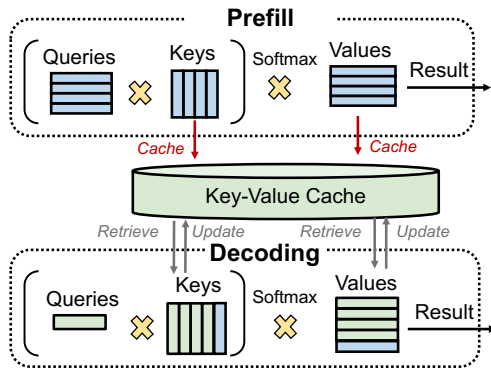 Prefill
Queries
Keys
Softmax
Values
Result
Cache
Cache
Key-Value Cache
Retrieve
Update
Retrieve
Update
Decoding
Queries
Keys
Softmax
Values
Result